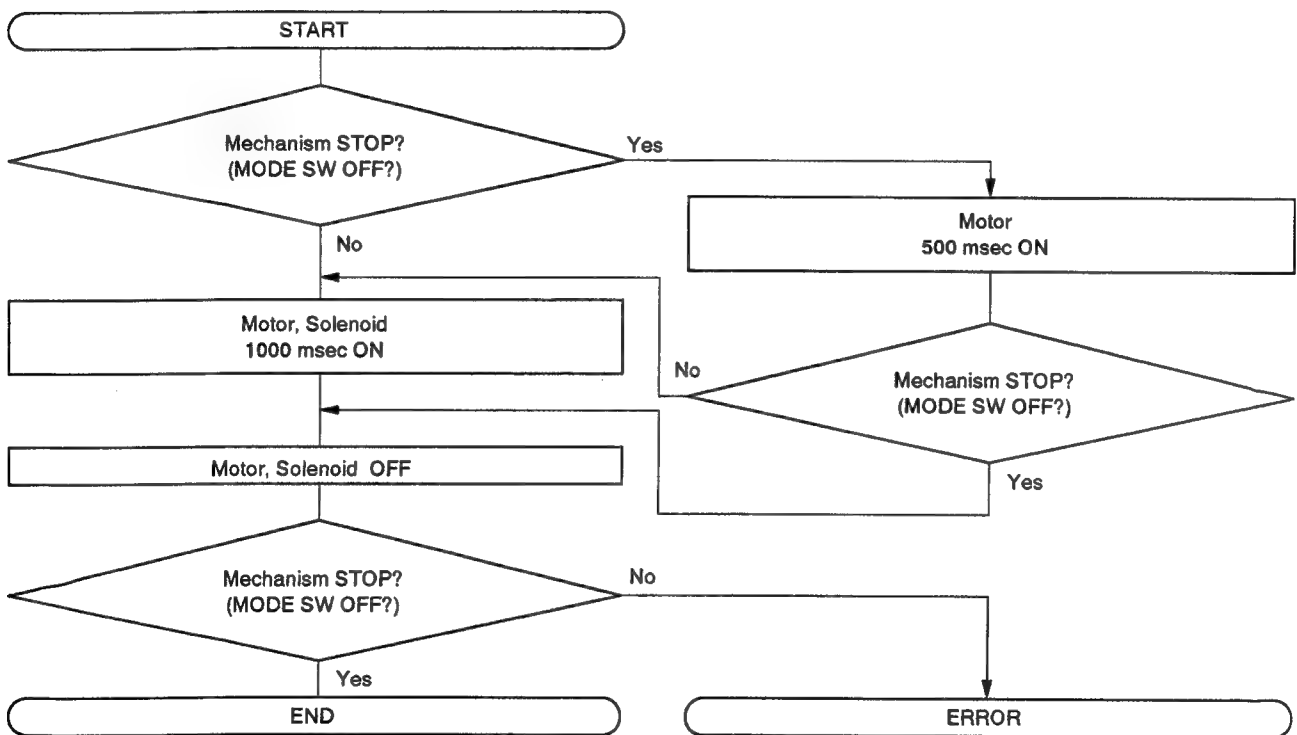 START
Mechanism STOP?
(MODE SW OFF?)
Yes
Motor
500 msec ON
No
Motor, Solenoid
1000 msec ON
No
Mechanism STOP?
(MODE SW OFF?)
Yes
Motor, Solenoid OFF
Mechanism STOP?
(MODE SW OFF?)
No
Yes
END
ERROR